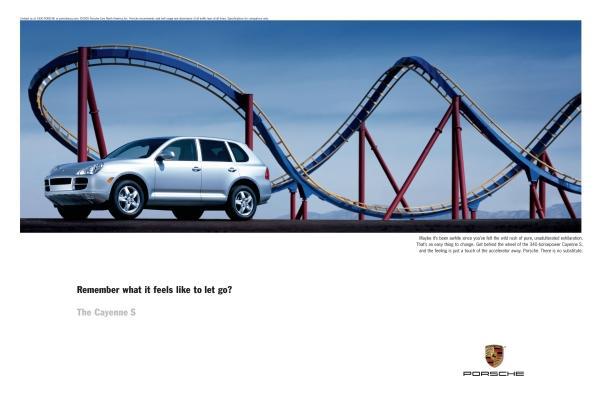 Maybe it's been awhile since you've felt the wild rush of pure, unadulterated exhilaration.
That's an easy thing to change. Get behind the wheel of the 340-horsepower Cayenne S,
and the feeling is just a touch of the accelerator away. Porsche. There is no substitute.
Remember what it feels like to let go?
The Cayenne S
PORSCHE